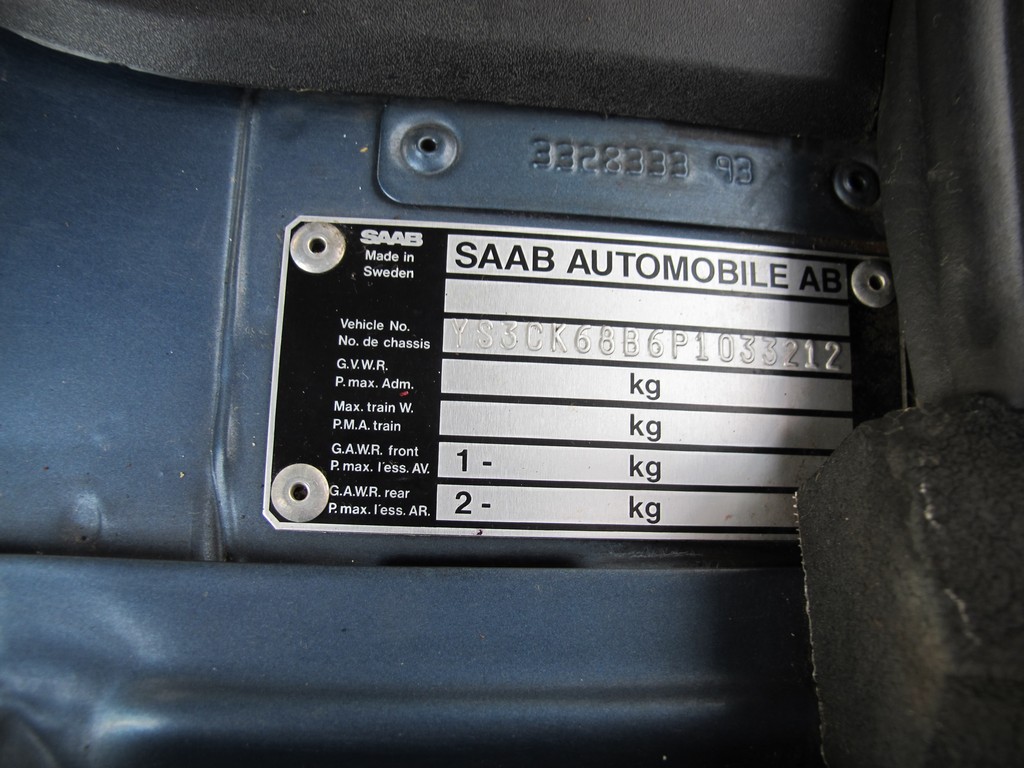 3328333 93
SAAB
Made in
Sweden
SAAB AUTOMOBILE AB
Vehicle No.
No. de chassis
YS3CK68B6P1033212
G.V.W.R.
P. max. Adm.
kg
Max. train W.
P.M.A. train
kg
G.A.W.R. front
P. max. l'ess. AV.
1 - kg
G.A.W.R. rear
P. max. l'ess. AR.
2 - kg